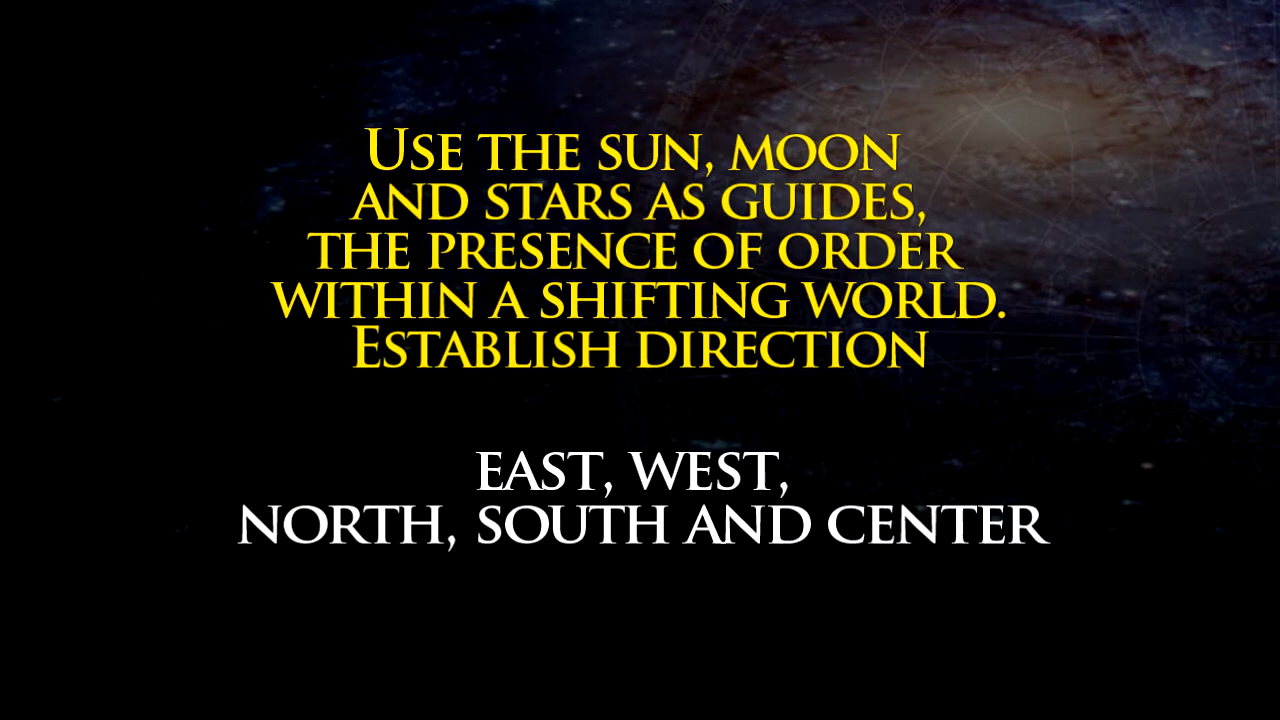 Use the sun, moon
and stars as guides,
the presence of order
within a shifting world.
Establish direction
east, west,
north, south and center